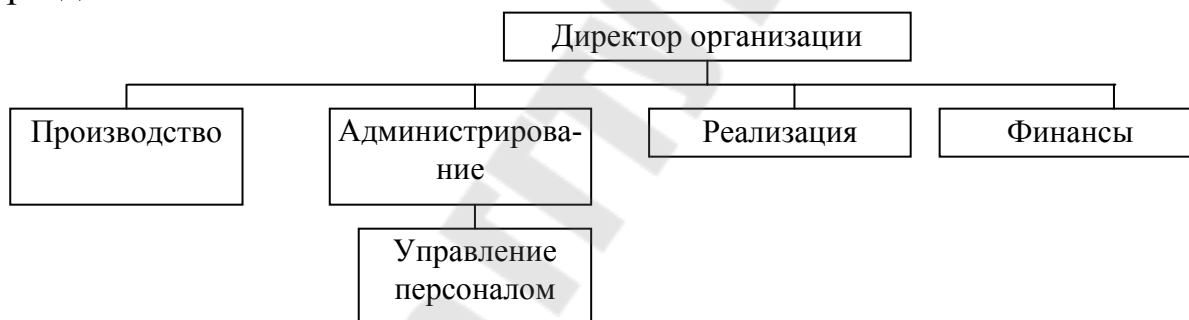 Директор организации
Производство
Администрирова-
ние
Реализация
Финансы
Управление
персоналом